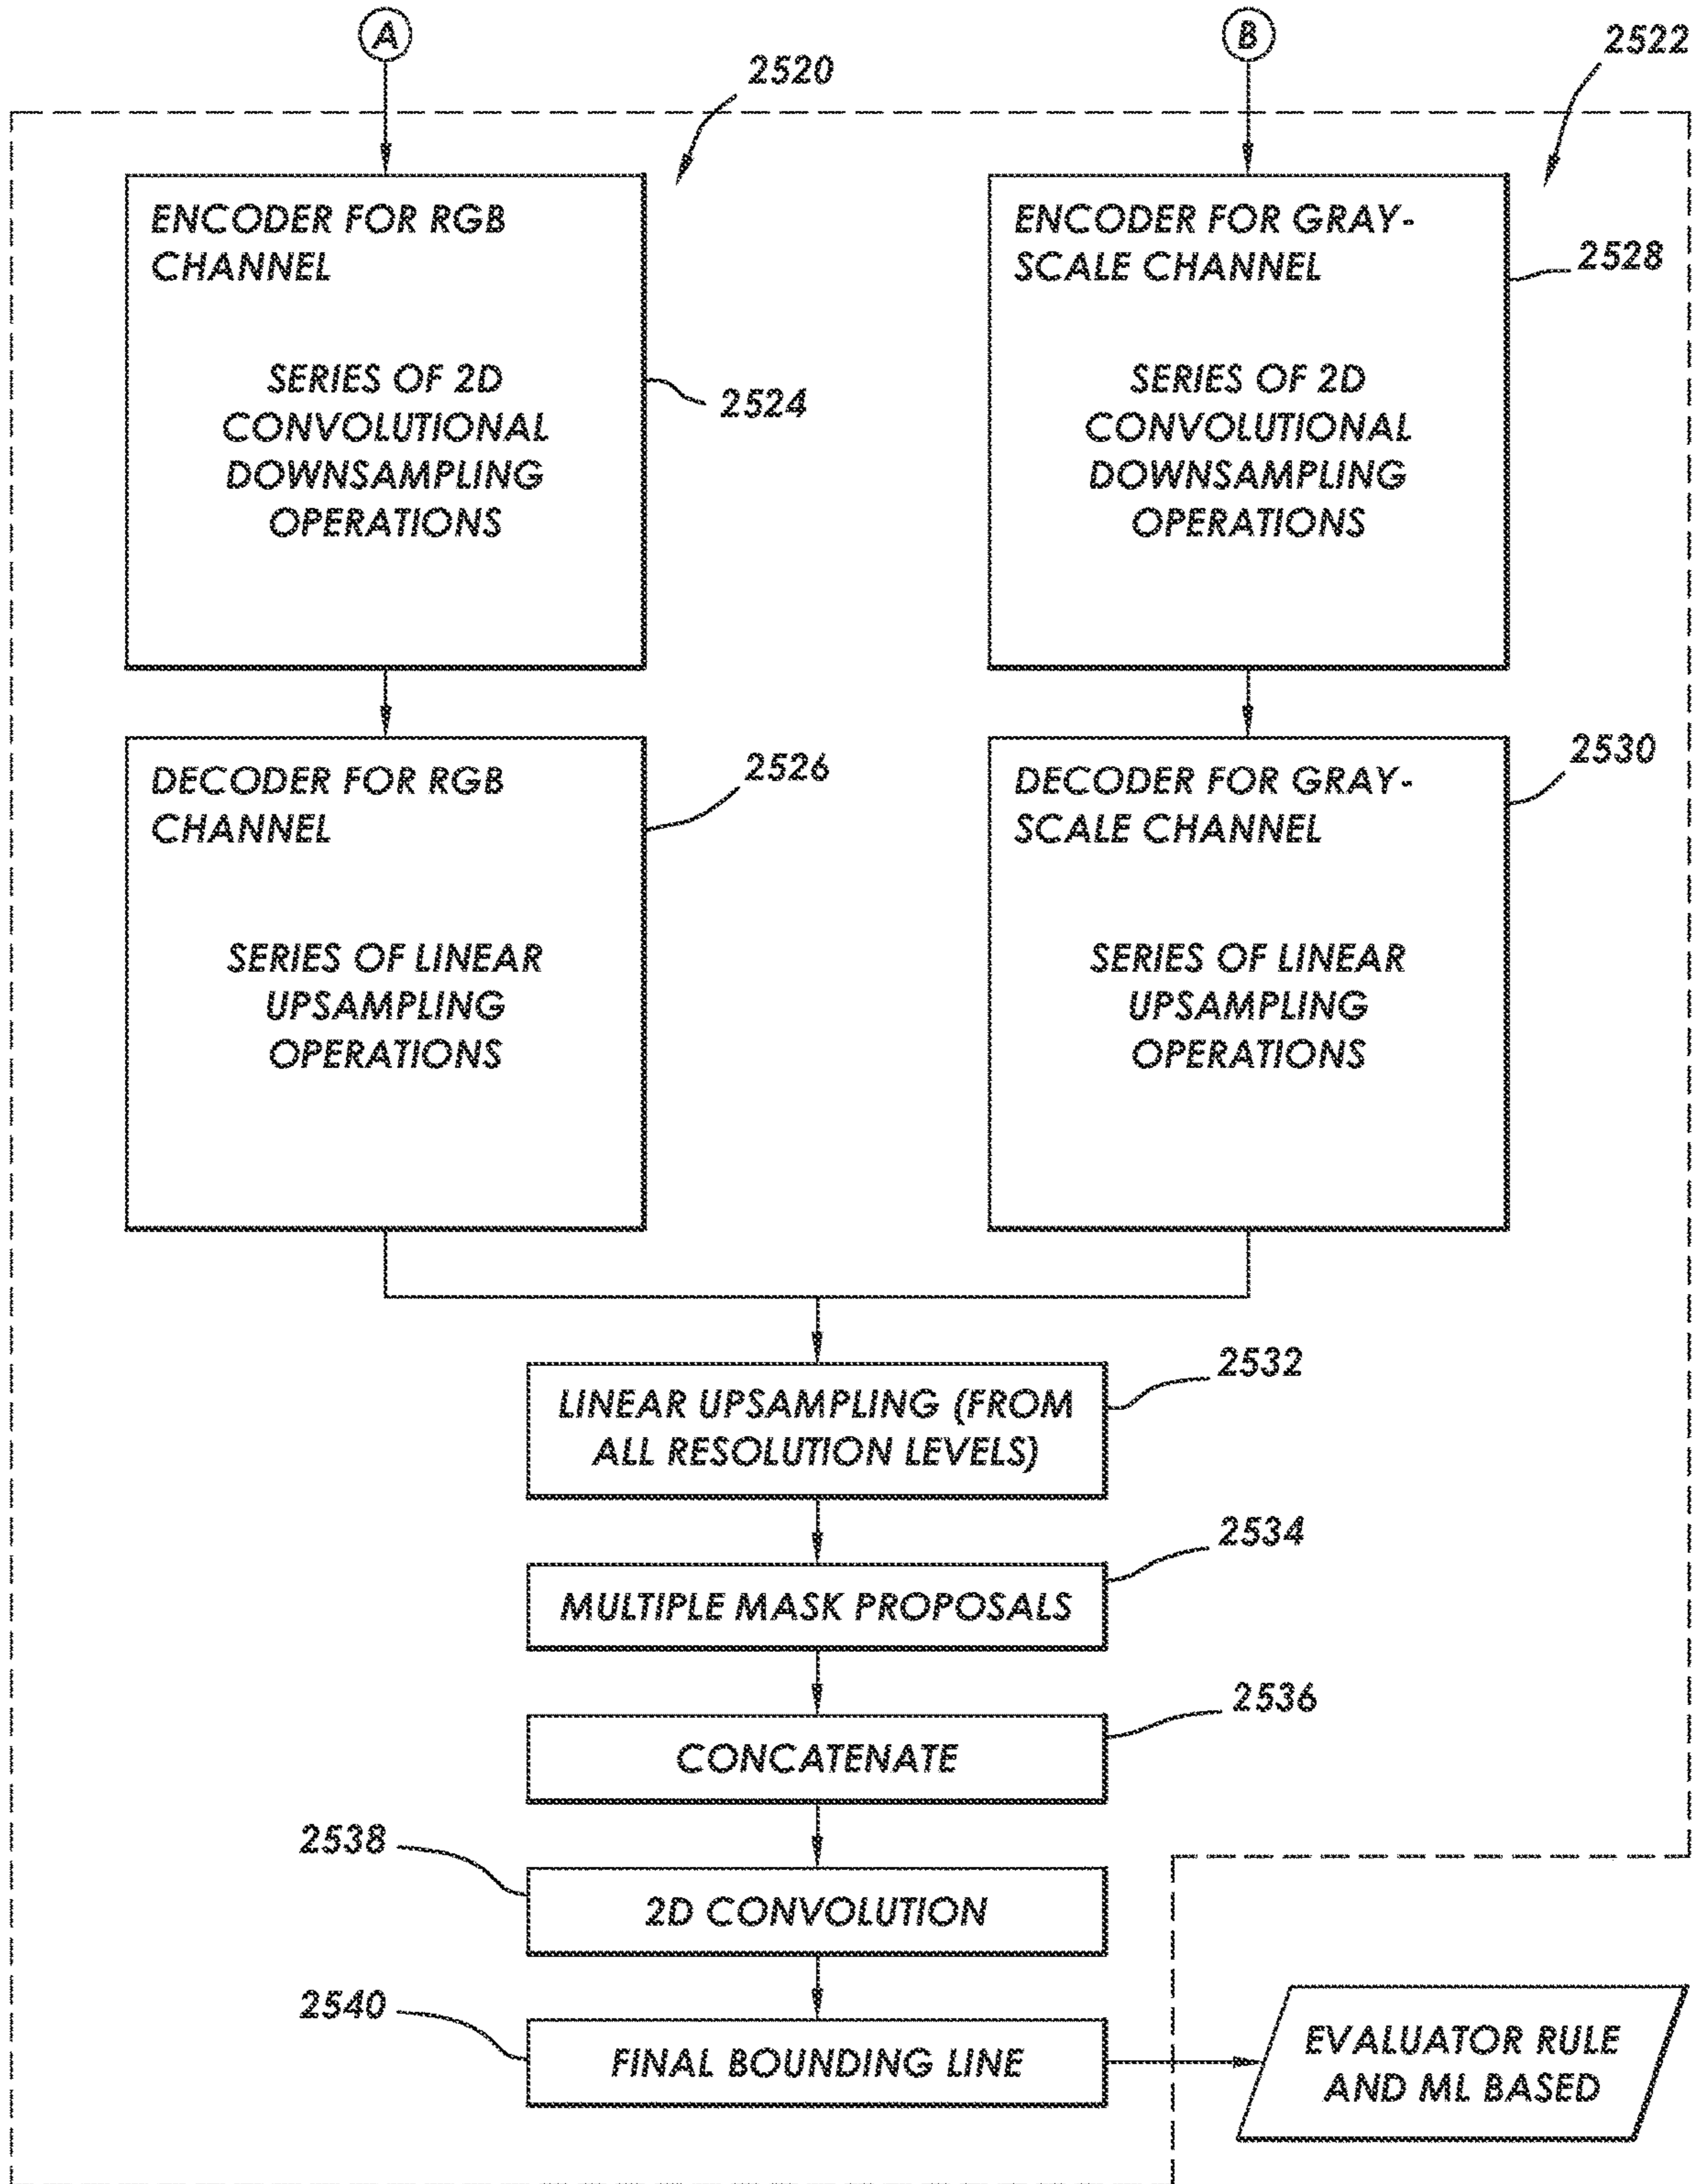 A
B
2520
2522
ENCODER FOR RGB
CHANNEL
SERIES OF 2D
CONVOLUTIONAL
DOWNSAMPLING
OPERATIONS
2524
ENCODER FOR GRAY-
SCALE CHANNEL
SERIES OF 2D
CONVOLUTIONAL
DOWNSAMPLING
OPERATIONS
2528
DECODER FOR RGB
CHANNEL
SERIES OF LINEAR
UPSAMPLING
OPERATIONS
2526
DECODER FOR GRAY-
SCALE CHANNEL
SERIES OF LINEAR
UPSAMPLING
OPERATIONS
2530
LINEAR UPSAMPLING (FROM
ALL RESOLUTION LEVELS)
2532
MULTIPLE MASK PROPOSALS
2534
CONCATENATE
2536
2538
2D CONVOLUTION
2540
FINAL BOUNDING LINE
EVALUATOR RULE
AND ML BASED